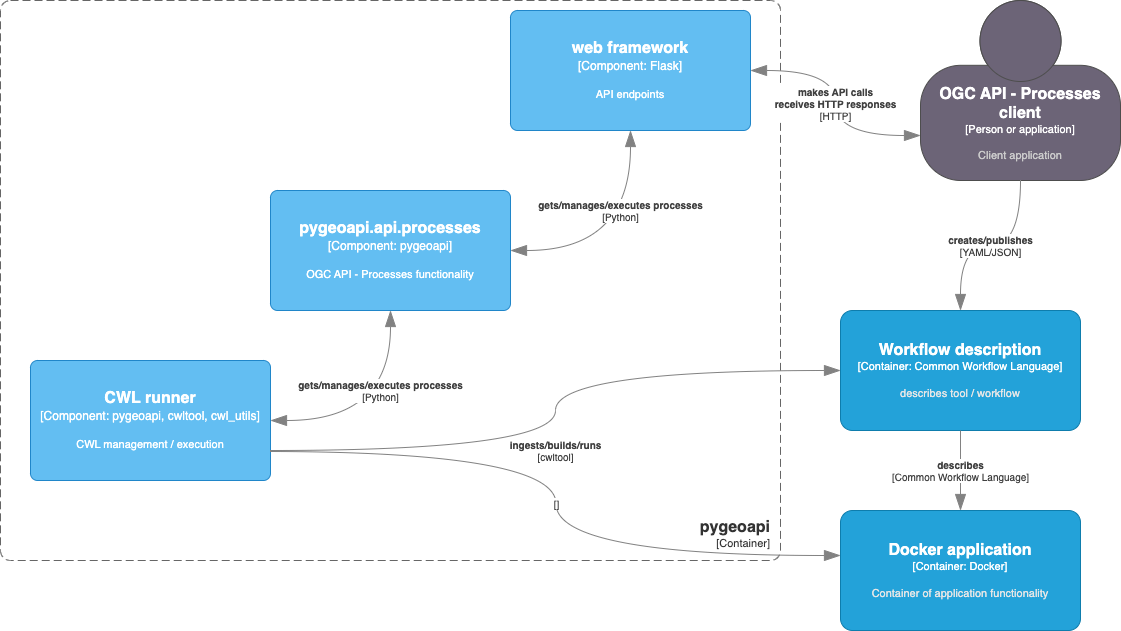 web framework
[Component: Flask]
API endpoints
makes API calls
receives HTTP responses
[HTTP]
OGC API - Processes
client
[Person or application]
Client application
gets/manages/executes processes
[Python]
pygeoapi.api.processes
[Component: pygeoapi]
OGC API - Processes functionality
creates/publishes
[YAML/JSON]
Workflow description
[Container: Common Workflow Language]
describes tool / workflow
gets/manages/executes processes
[Python]
CWL runner
[Component: pygeoapi, cwltool, cwl_utils]
CWL management / execution
ingests/builds/runs
[cwltool]
describes
[Common Workflow Language]
[]
pygeoapi
[Container]
Docker application
[Container: Docker]
Container of application functionality